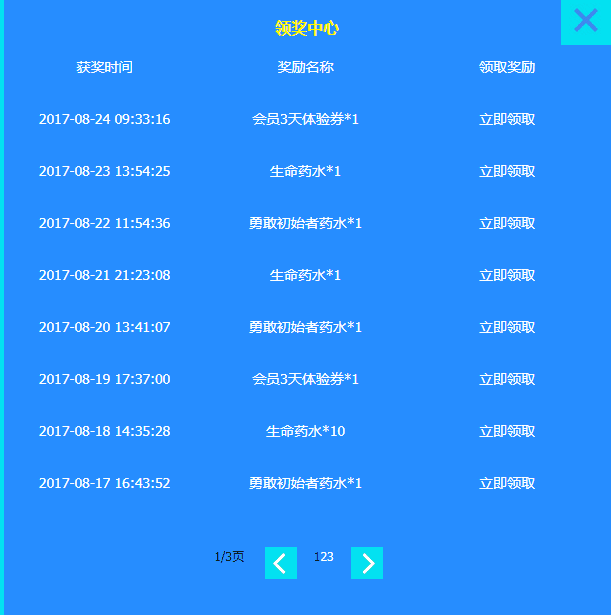 领奖中心
获奖时间 奖励名称 领取奖励
2017-08-24 09:33:16 会员3天体验券*1 立即领取
2017-08-23 13:54:25 生命药水*1 立即领取
2017-08-22 11:54:36 勇敢初始者药水*1 立即领取
2017-08-21 21:23:08 生命药水*1 立即领取
2017-08-20 13:41:07 勇敢初始者药水*1 立即领取
2017-08-19 17:37:00 会员3天体验券*1 立即领取
2017-08-18 14:35:28 生命药水*10 立即领取
2017-08-17 16:43:52 勇敢初始者药水*1 立即领取
1/3页 123